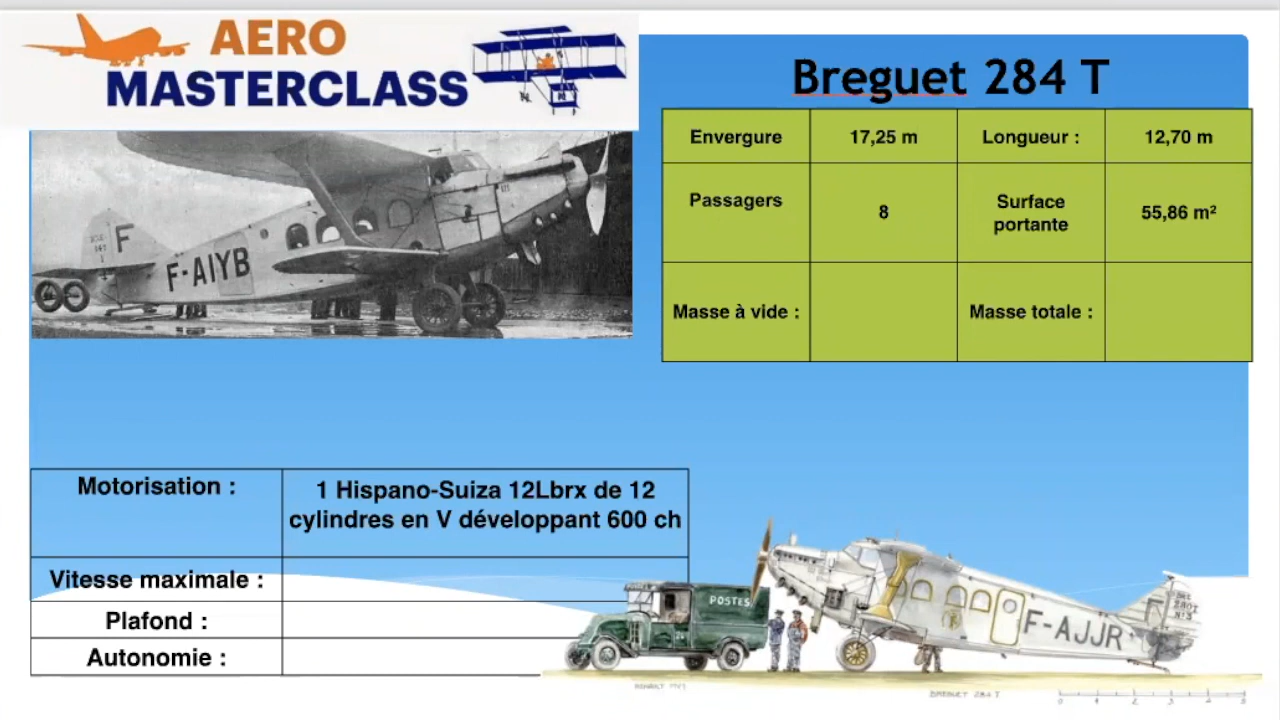 AERO
MASTERCLASS
Breguet 284 T
Envergure
17,25 m
Longueur :
12,70 m
Passagers
8
Surface
portante
55,86 m²
Masse à vide :
Masse totale :
F
F-AIYB
Motorisation :
1 Hispano-Suiza 12Lbrx de 12
cylindres en V développant 600 ch
Vitesse maximale :
Plafond :
Autonomie :
POSTES
F-AJJR
BREGUET 284 T